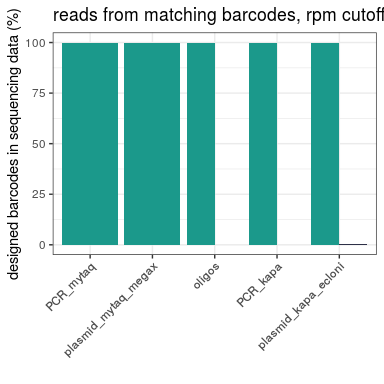 reads from matching barcodes, rpm cutoff
designed barcodes in sequencing data (%)
100
75
50
25
0
PCR_mytaq
plasmid_mytaq_megax
oligos
PCR_kapa
plasmid_kapa_ecloni